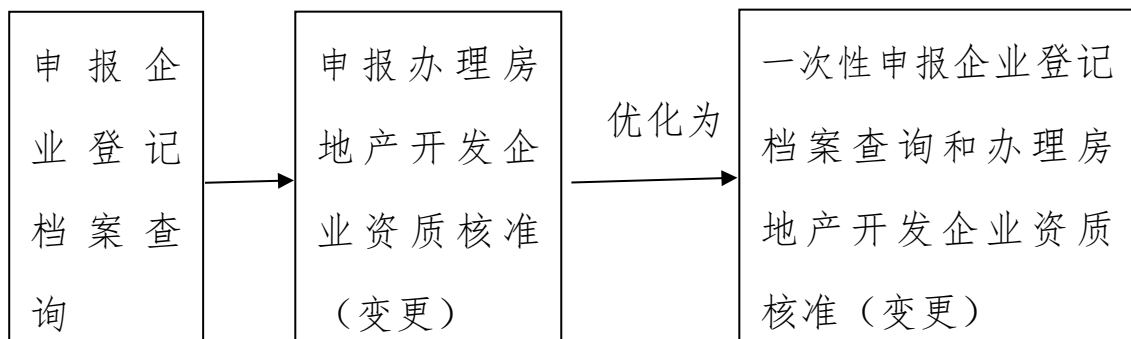 申报企
业登记
档案查
询
申报办理房
地产开发企
业资质核准
（变更）
优化为
一次性申报企业登记
档案查询和办理房
地产开发企业资质
核准（变更）